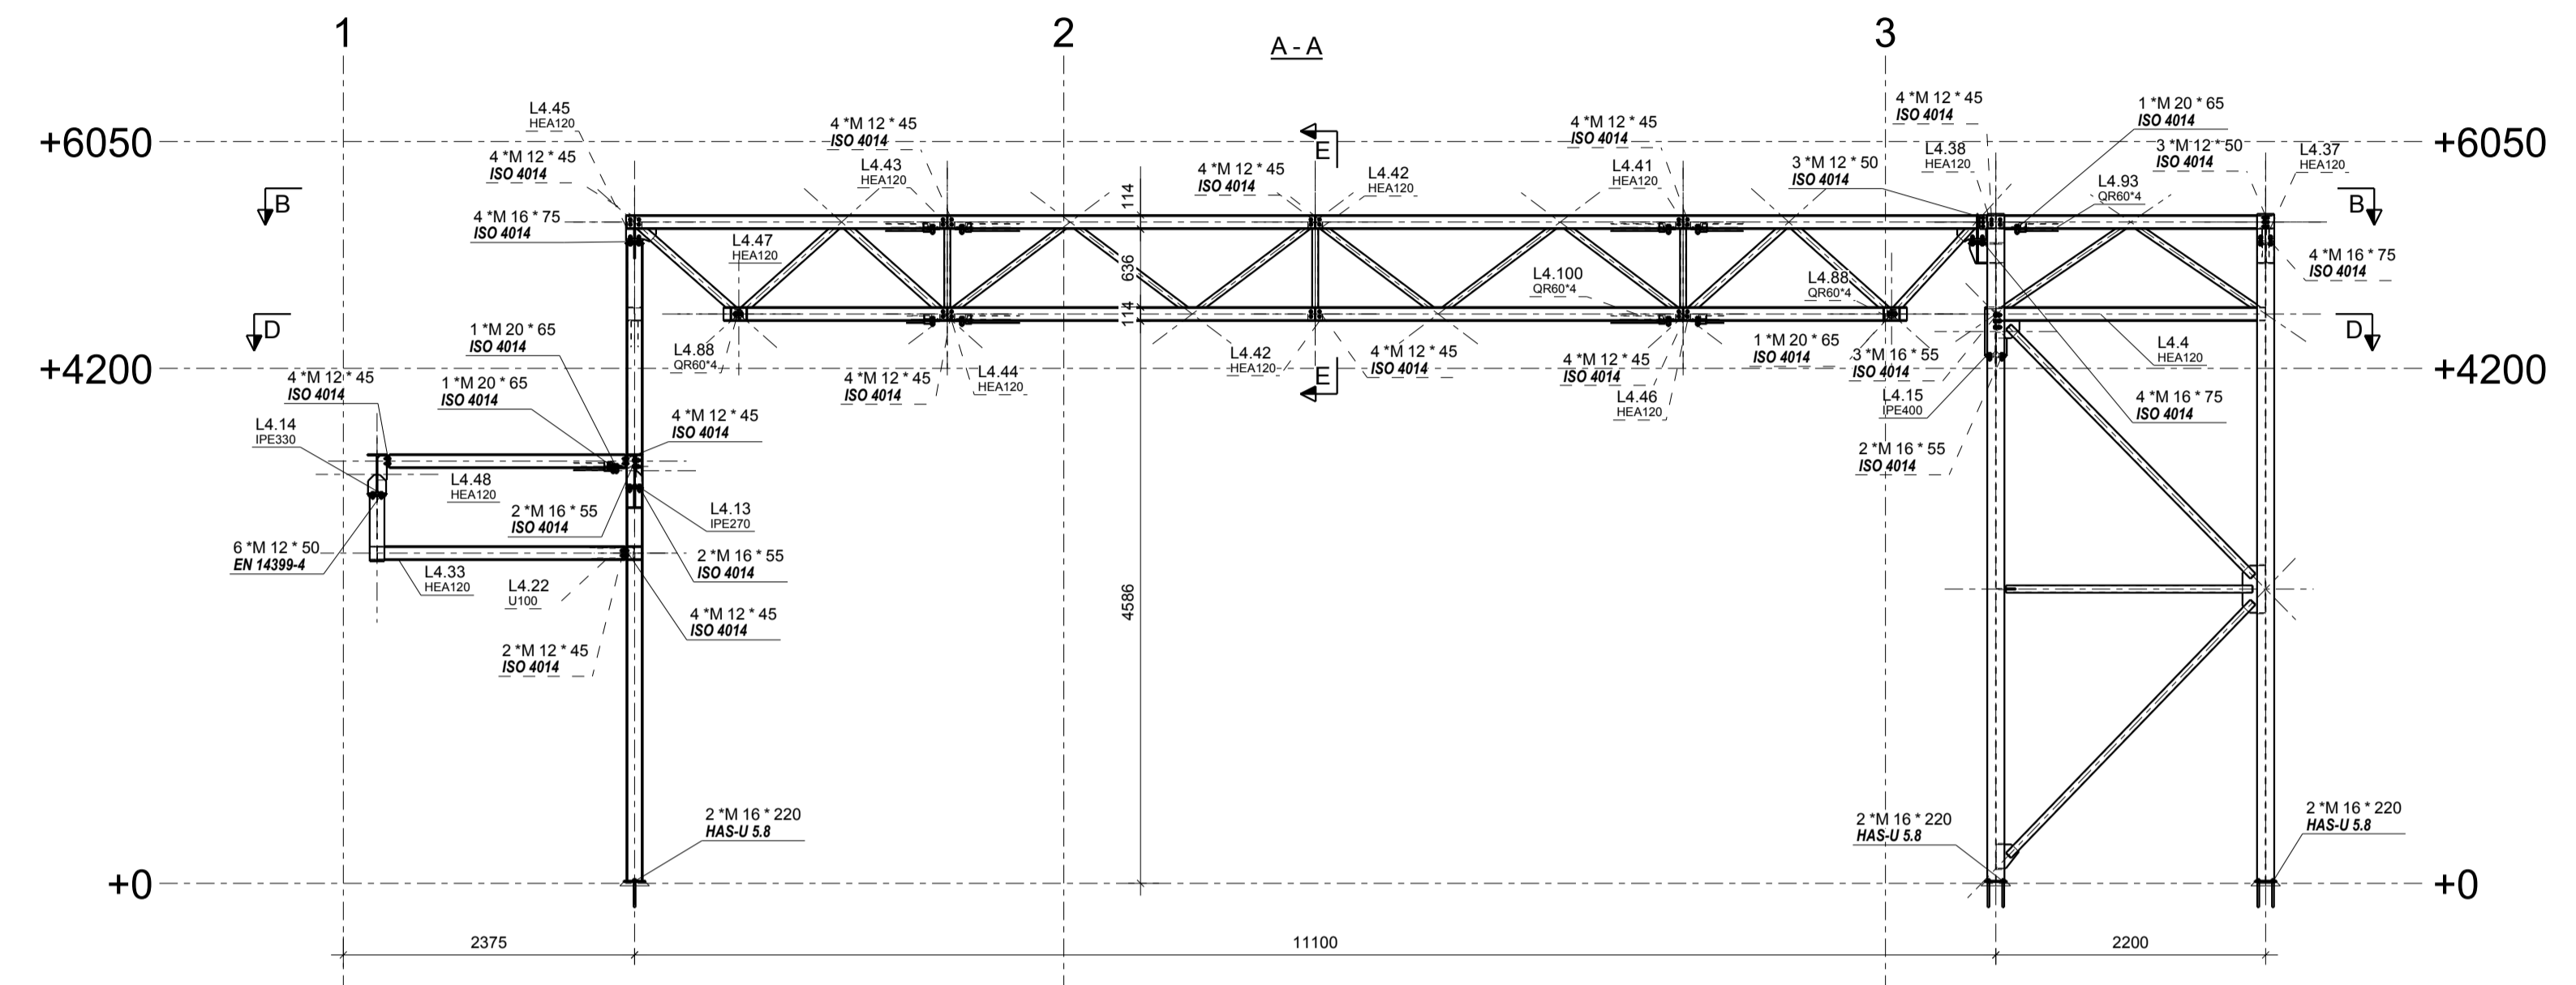 1
2
3
A - A
+6050
+6050
L4.45
HEA120
4 *M 12 * 45
ISO 4014
4 *M 12 * 45
ISO 4014
4 *M 12 * 45
ISO 4014
1 *M 20 * 65
ISO 4014
4 *M 12 * 45
ISO 4014
L4.43
HEA120
E
4 *M 12 * 45
ISO 4014
L4.42
HEA120
L4.41
HEA120
3 *M 12 * 50
ISO 4014
L4.38
HEA120
3 *M 12 * 50
ISO 4014
L4.37
HEA120
L4.93
QR60*4
B
B
4 *M 16 * 75
ISO 4014
114
636
114
L4.47
HEA120
L4.100
QR60*4
L4.88
QR60*4
4 *M 16 * 75
ISO 4014
D
D
1 *M 20 * 65
ISO 4014
L4.88
QR60*4
L4.42
HEA120
4 *M 12 * 45
ISO 4014
4 *M 12 * 45
ISO 4014
1 *M 20 * 65
ISO 4014
3 *M 16 * 55
ISO 4014
L4.4
HEA120
+4200
+4200
4 *M 12 * 45
ISO 4014
1 *M 20 * 65
ISO 4014
4 *M 12 * 45
ISO 4014
L4.44
HEA120
E
L4.46
HEA120
L4.15
IPE400
4 *M 16 * 75
ISO 4014
L4.14
IPE330
4 *M 12 * 45
ISO 4014
2 *M 16 * 55
ISO 4014
L4.48
HEA120
2 *M 16 * 55
ISO 4014
L4.13
IPE270
6 *M 12 * 50
EN 14399-4
2 *M 16 * 55
ISO 4014
L4.33
HEA120
L4.22
U100
4586
4 *M 12 * 45
ISO 4014
2 *M 12 * 45
ISO 4014
2 *M 16 * 220
HAS-U 5.8
2 *M 16 * 220
HAS-U 5.8
2 *M 16 * 220
HAS-U 5.8
+0
+0
2375
11100
2200